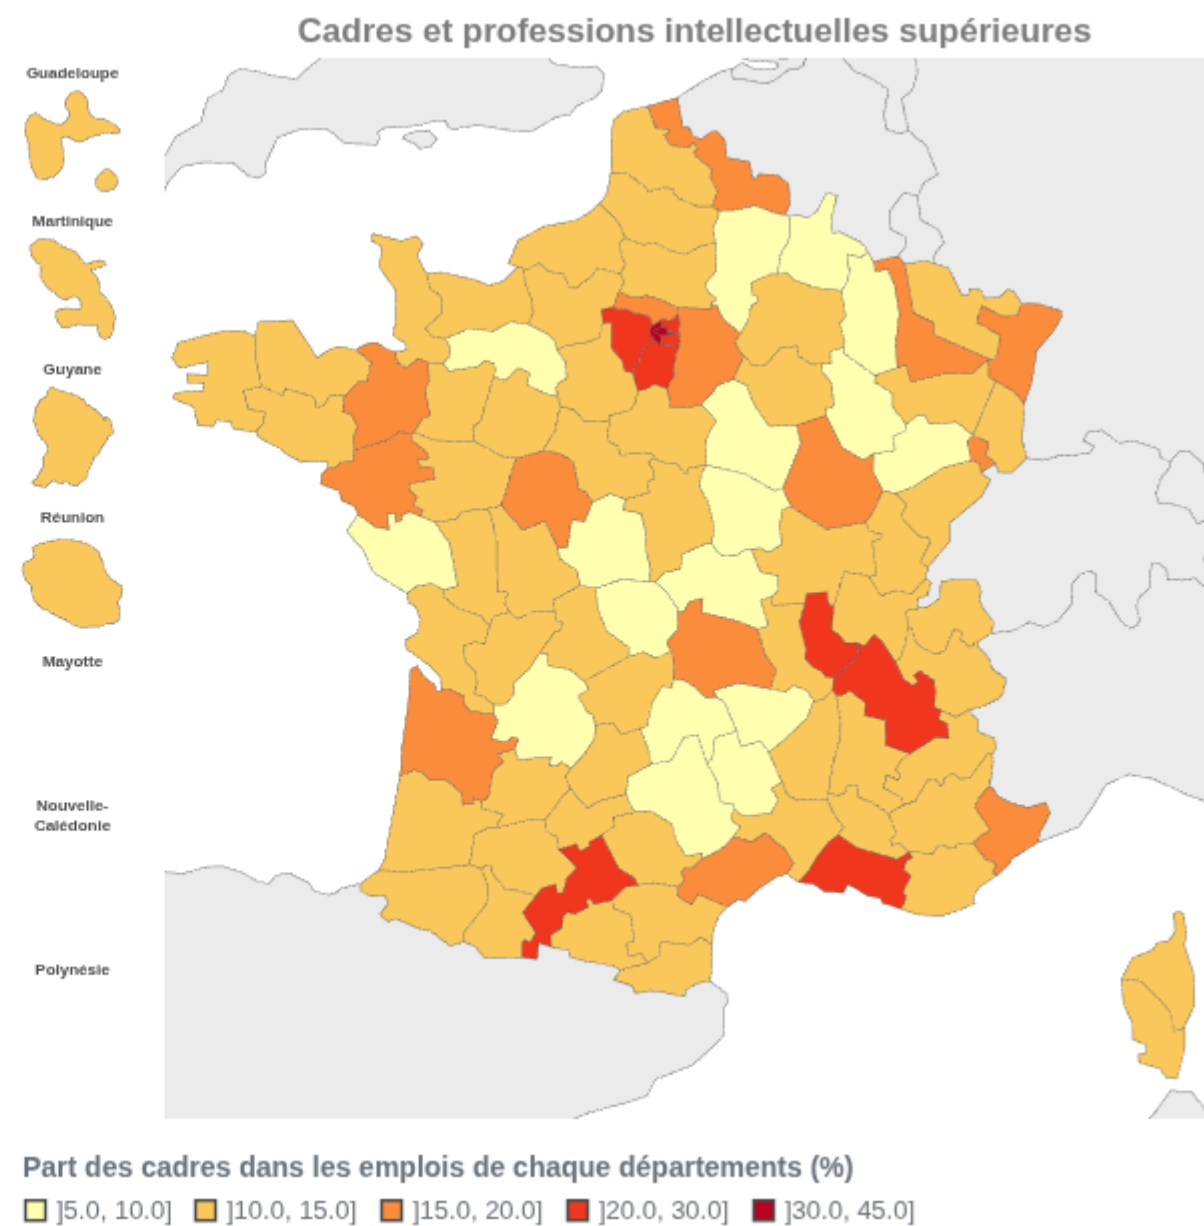 Cadres et professions intellectuelles supérieures
Guadeloupe
Martinique
Guyane
Réunion
Mayotte
Nouvelle-
Calédonie
Polynésie
Part des cadres dans les emplois de chaque départements (%)
]5.0, 10.0] ]10.0, 15.0] ]15.0, 20.0] ]20.0, 30.0] ]30.0, 45.0]